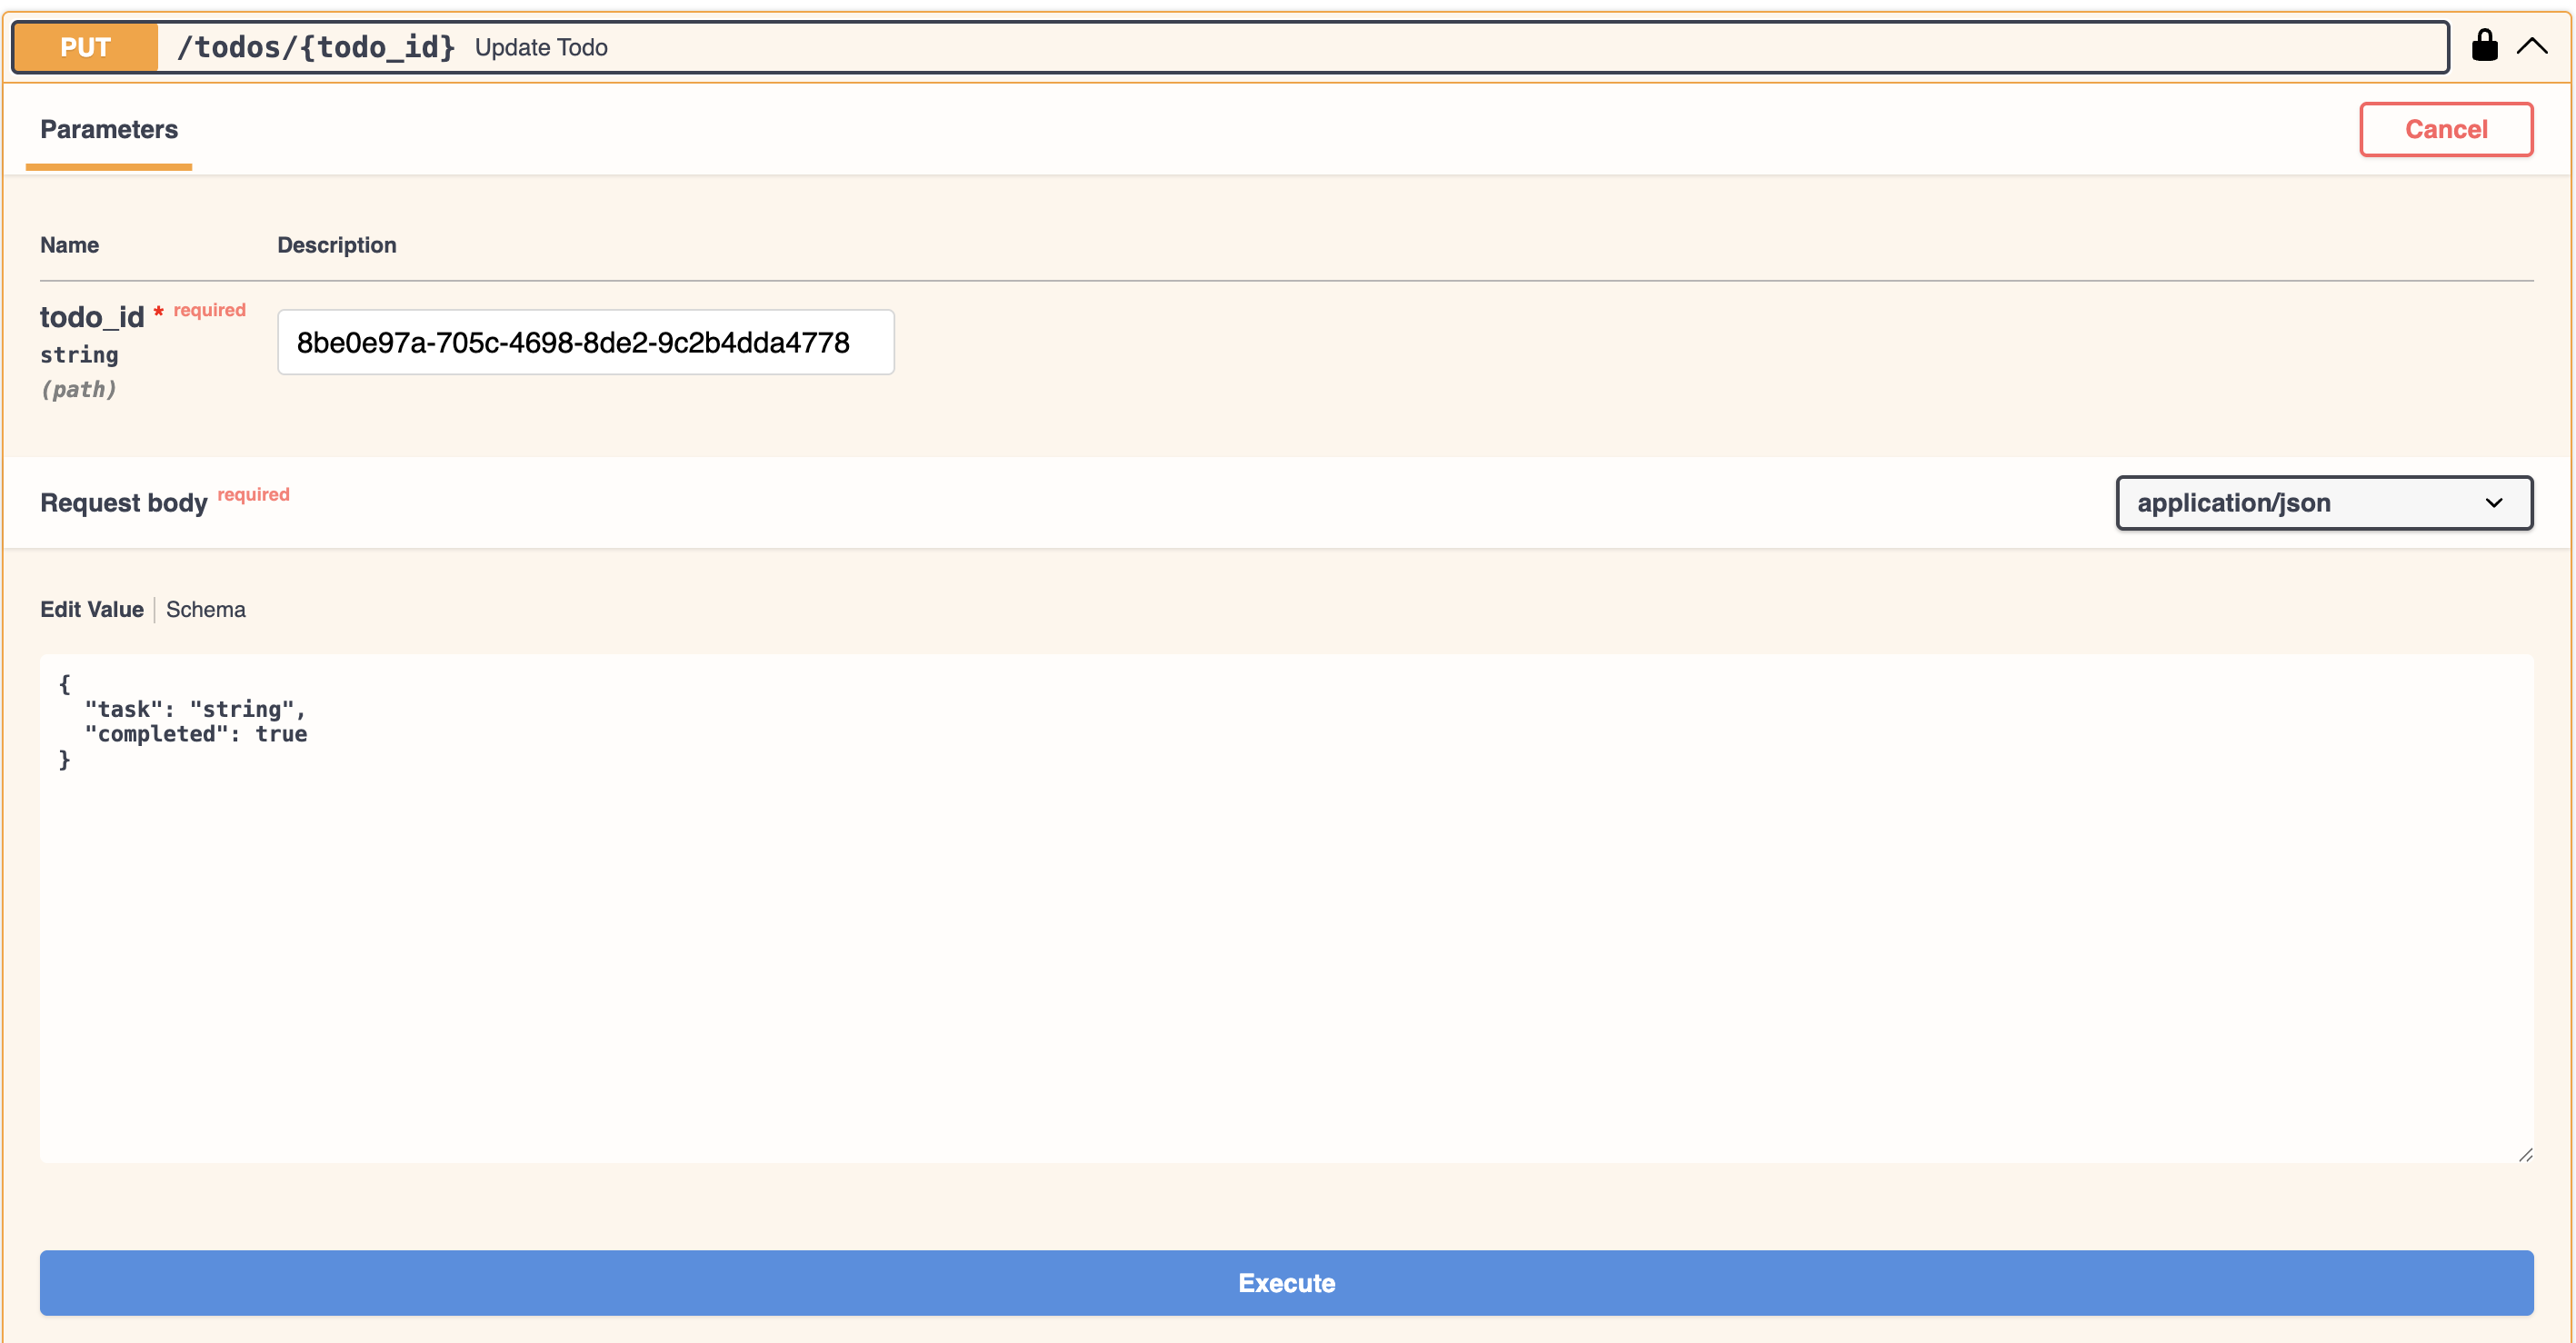 PUT /todos/{todo_id} Update Todo
Parameters
Cancel
Name Description
todo_id * required
string
(path)
8be0e97a-705c-4698-8de2-9c2b4dda4778
Request body required
application/json
Edit Value Schema
{
  "task": "string",
  "completed": true
}
Execute